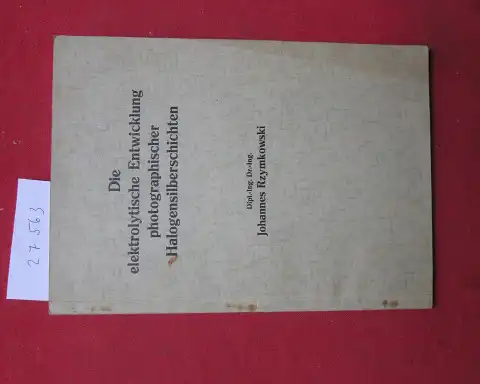 Die
elektrolytische Entwicklung
photographischer
Halogensilberschichten
Dipl.-Ing. Dr.-Ing.
Johannes Rzymkowski
27563